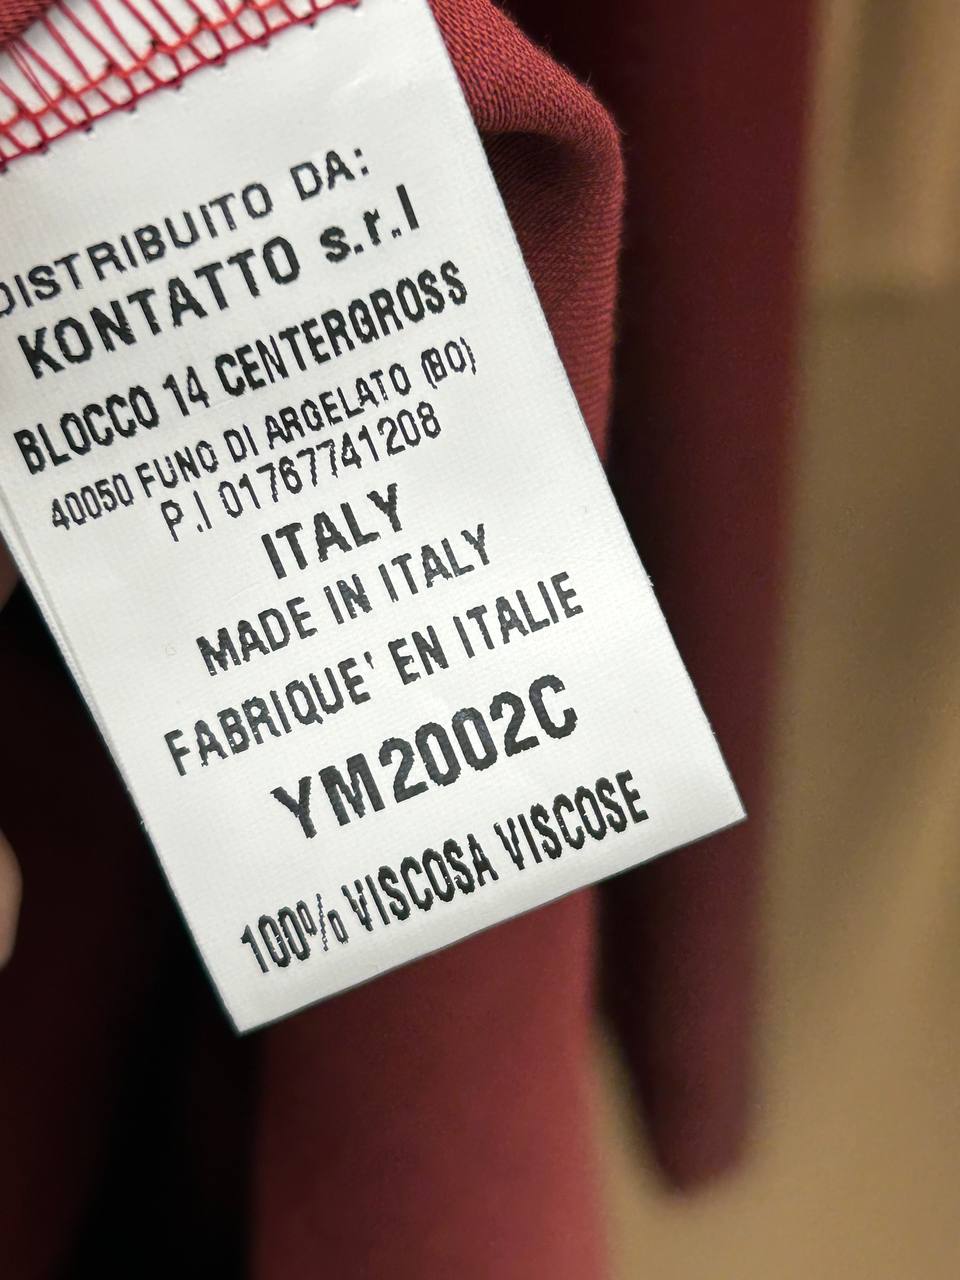 DISTRIBUITO DA:
KONTATTO s.r.l
BLOCCO 14 CENTERGROSS
40050 FUNO DI ARGELATO (BO)
P.I 01767741208
ITALY
MADE IN ITALY
FABRIQUE' EN ITALIE
YM2002C
100% VISCOSA VISCOSE